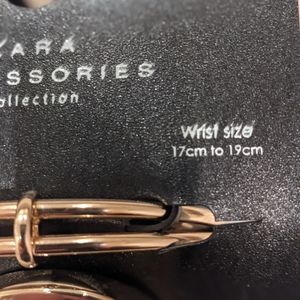 ARA
SSORIES
ollection
Wrist size
17cm to 19cm